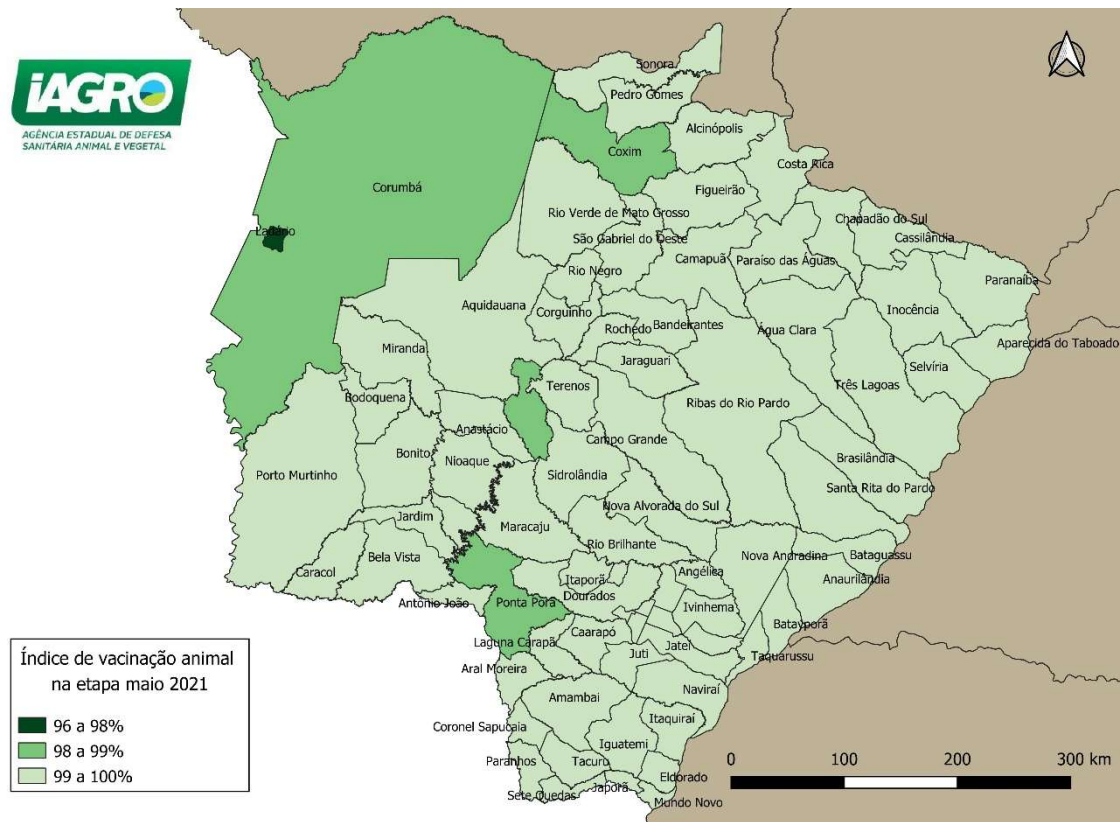 iAGRO
AGÊNCIA ESTADUAL DE DEFESA
SANITÁRIA ANIMAL E VEGETAL
Sonora
Pedro Gomes
Alcinópolis
Coxim
Costa Rica
Corumbá
Figueirão
Rio Verde de Mato Grosso
Chapadão do Sul
Ladário
São Gabriel do Oeste
Cassilândia
Camapuã
Paraíso das Águas
Rio Negro
Paranaíba
Aquidauana
Corguinho
Inocência
Rochedo
Bandeirantes
Água Clara
Aparecida do Taboado
Miranda
Jaraguari
Selvíria
Terenos
Três Lagoas
Bodoquena
Ribas do Rio Pardo
Anastácio
Campo Grande
Bonito
Nioaque
Brasilândia
Porto Murtinho
Sidrolândia
Santa Rita do Pardo
Nova Alvorada do Sul
Jardim
Maracaju
Rio Brilhante
Bela Vista
Nova Andradina
Bataguassu
Caracol
Itaporã
Angélica
Anaurilândia
Dourados
Antônio João
Ponta Porã
Ivinhema
Batayporã
Caarapó
Laguna Carapã
Jateí
Juti
Taquarussu
Aral Moreira
Naviraí
Amambai
Coronel Sapucaia
Itaquiraí
Iguatemi
Paranhos
Tacuru
Eldorado
Sete Quedas
Japorã
Mundo Novo
Índice de vacinação animal
na etapa maio 2021
96 a 98%
98 a 99%
99 a 100%
0 100 200 300 km